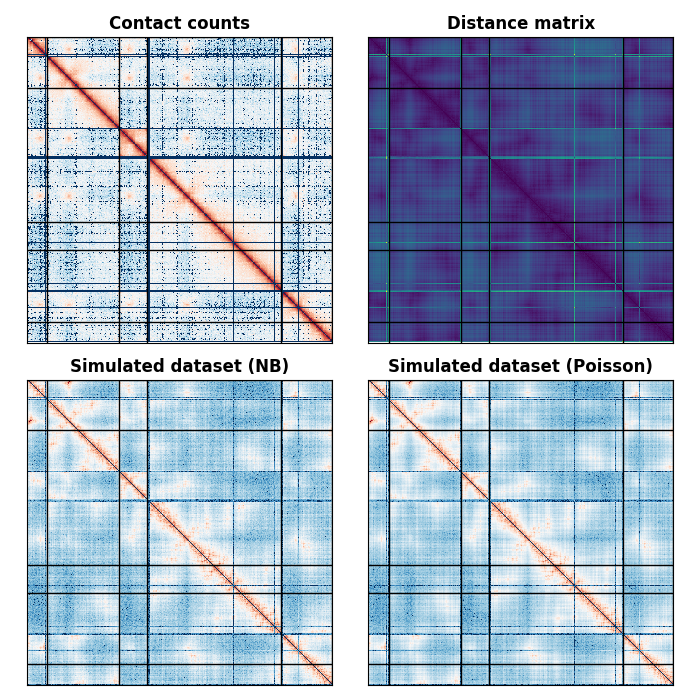 Contact counts
Distance matrix
Simulated dataset (NB)
Simulated dataset (Poisson)